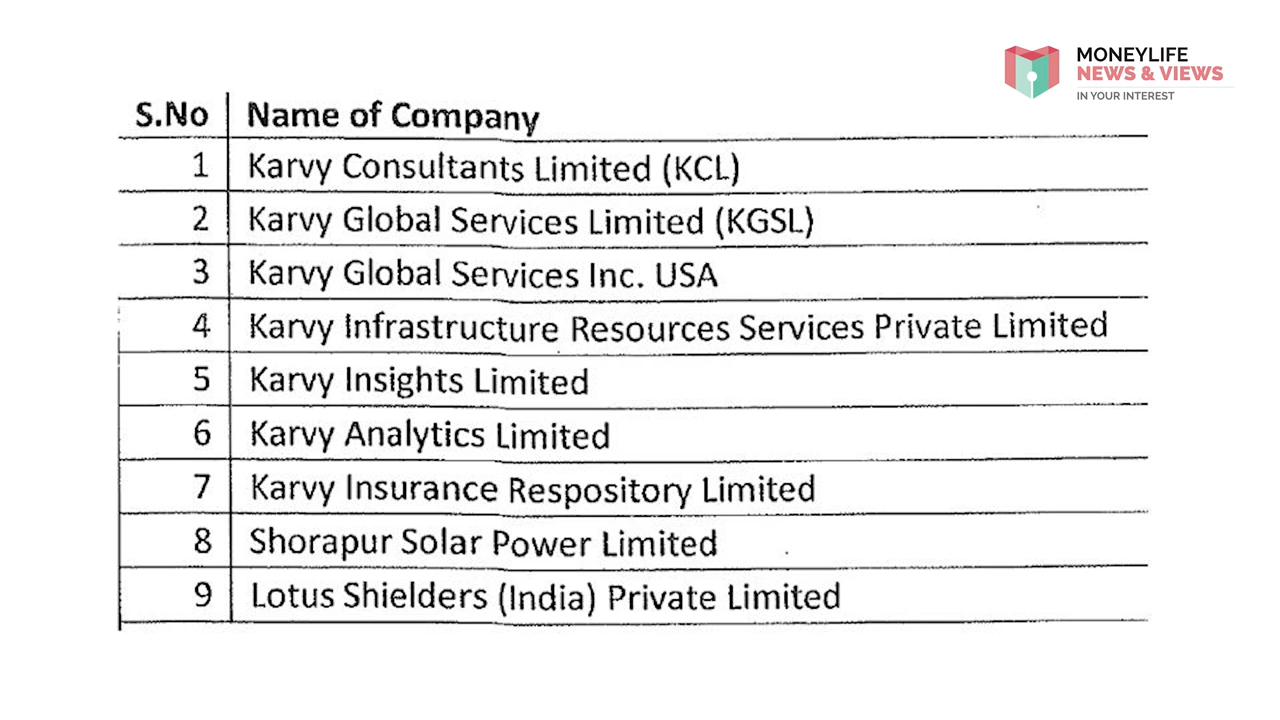 MONEYLIFE
NEWS & VIEWS
IN YOUR INTEREST
S.No Name of Company
1 Karvy Consultants Limited (KCL)
2 Karvy Global Services Limited (KGSL)
3 Karvy Global Services Inc. USA
4 Karvy Infrastructure Resources Services Private Limited
5 Karvy Insights Limited
6 Karvy Analytics Limited
7 Karvy Insurance Respository Limited
8 Shorapur Solar Power Limited
9 Lotus Shielders (India) Private Limited